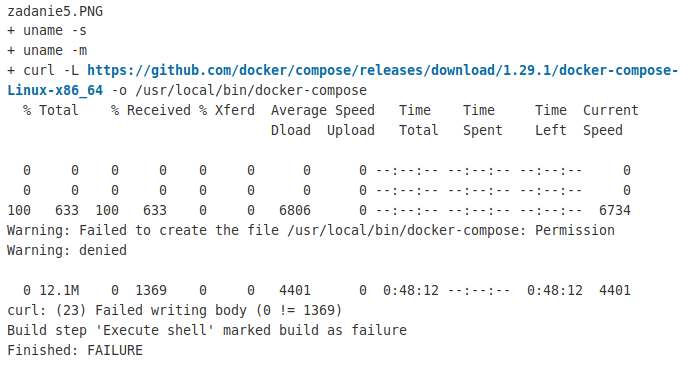 zadanie5.PNG
+ uname -s
+ uname -m
+ curl -L https://github.com/docker/compose/releases/download/1.29.1/docker-compose-
Linux-x86_64 -o /usr/local/bin/docker-compose
  % Total    % Received % Xferd  Average Speed   Time    Time     Time  Current
                                 Dload  Upload   Total   Spent    Left  Speed
  0     0    0     0    0     0      0      0 --:--:-- --:--:-- --:--:--     0
  0     0    0     0    0     0      0      0 --:--:-- --:--:-- --:--:--     0
100   633  100   633    0     0   6806      0 --:--:-- --:--:-- --:--:--  6734
Warning: Failed to create the file /usr/local/bin/docker-compose: Permission
Warning: denied
  0 12.1M    0  1369    0     0   4401      0  0:48:12 --:--:--  0:48:12  4401
curl: (23) Failed writing body (0 != 1369)
Build step 'Execute shell' marked build as failure
Finished: FAILURE